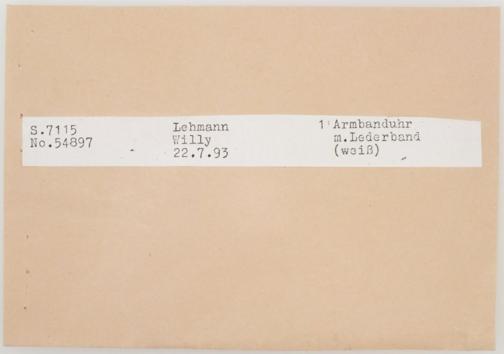 S.7115
No.54897
Lehmann
Willy
22.7.93
1 Armbanduhr
m.Lederband
(weiß)